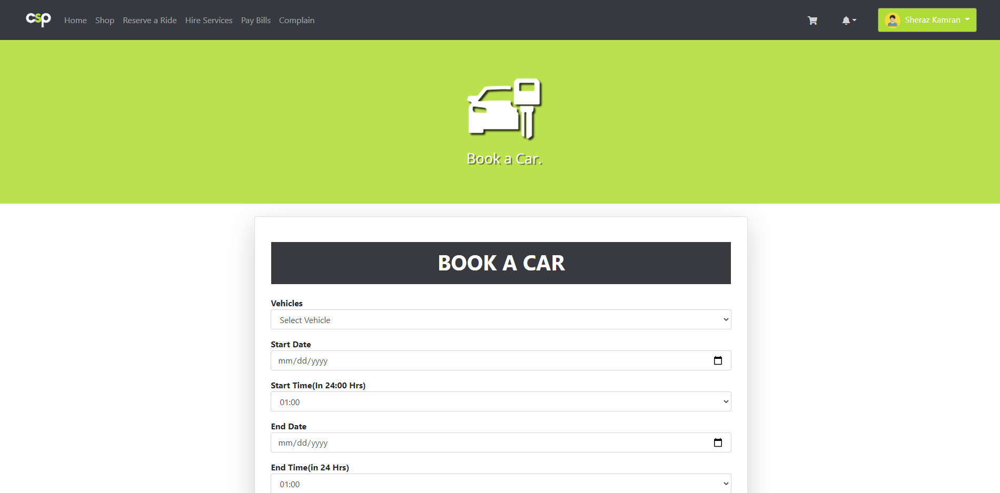 csp Home Shop Reserve a Ride Hire Services Pay Bills Complain Sheraz Kamran
Book a Car.
BOOK A CAR
Vehicles
Select Vehicle
Start Date
mm/dd/yyyy
Start Time(In 24:00 Hrs)
01:00
End Date
mm/dd/yyyy
End Time(in 24 Hrs)
01:00